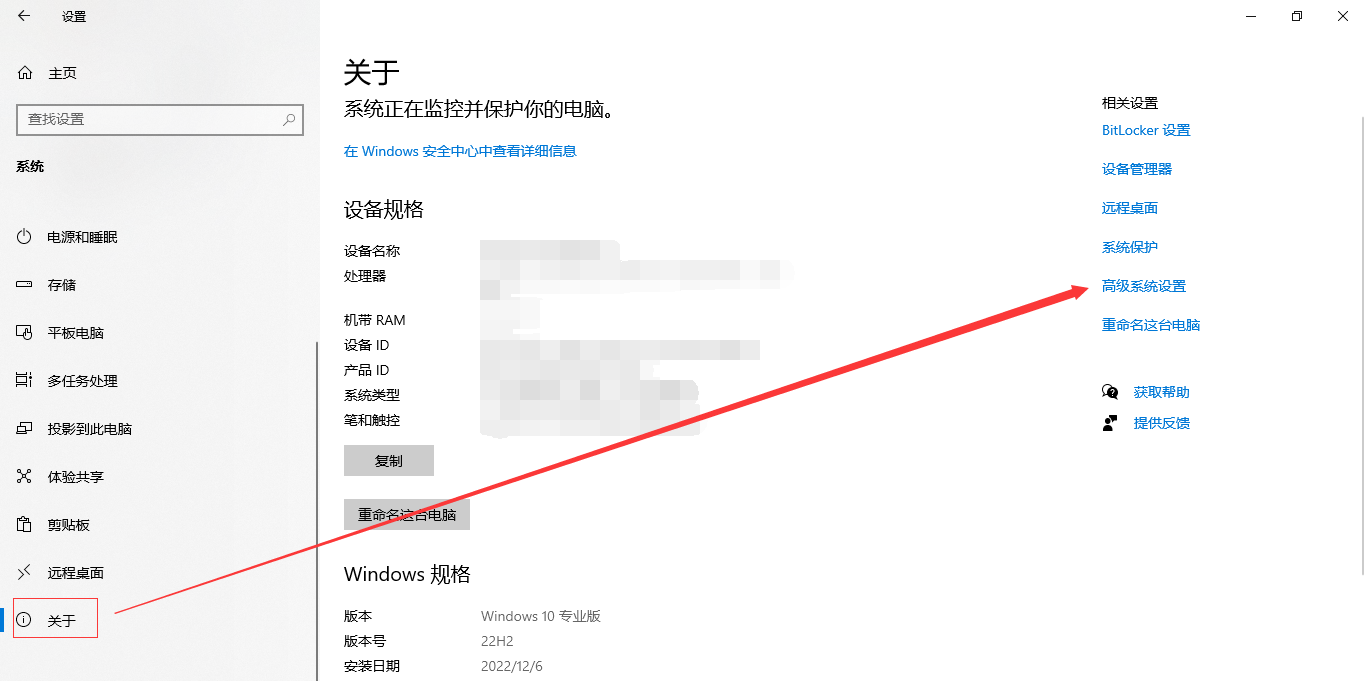 设置
主页
查找设置
系统
电源和睡眠
存储
平板电脑
多任务处理
投影到此电脑
体验共享
剪贴板
远程桌面
关于
关于
系统正在监控并保护你的电脑。
在 Windows 安全中心中查看详细信息
设备规格
设备名称
处理器
机带 RAM
设备 ID
产品 ID
系统类型
笔和触控
复制
重命名这台电脑
Windows 规格
版本 Windows 10 专业版
版本号 22H2
安装日期 2022/12/6
相关设置
BitLocker 设置
设备管理器
远程桌面
系统保护
高级系统设置
重命名这台电脑
获取帮助
提供反馈